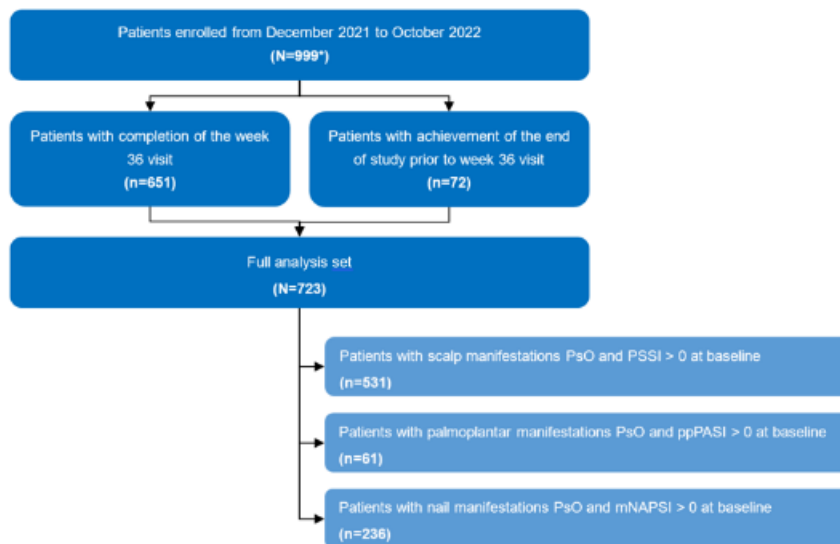 Patients enrolled from December 2021 to October 2022
(N=999*)
Patients with completion of the week
36 visit
(n=651)
Patients with achievement of the end
of study prior to week 36 visit
(n=72)
Full analysis set
(N=723)
Patients with scalp manifestations PsO and PSSI > 0 at baseline
(n=531)
Patients with palmoplantar manifestations PsO and ppPASI > 0 at baseline
(n=61)
Patients with nail manifestations PsO and mNAPSI > 0 at baseline
(n=236)